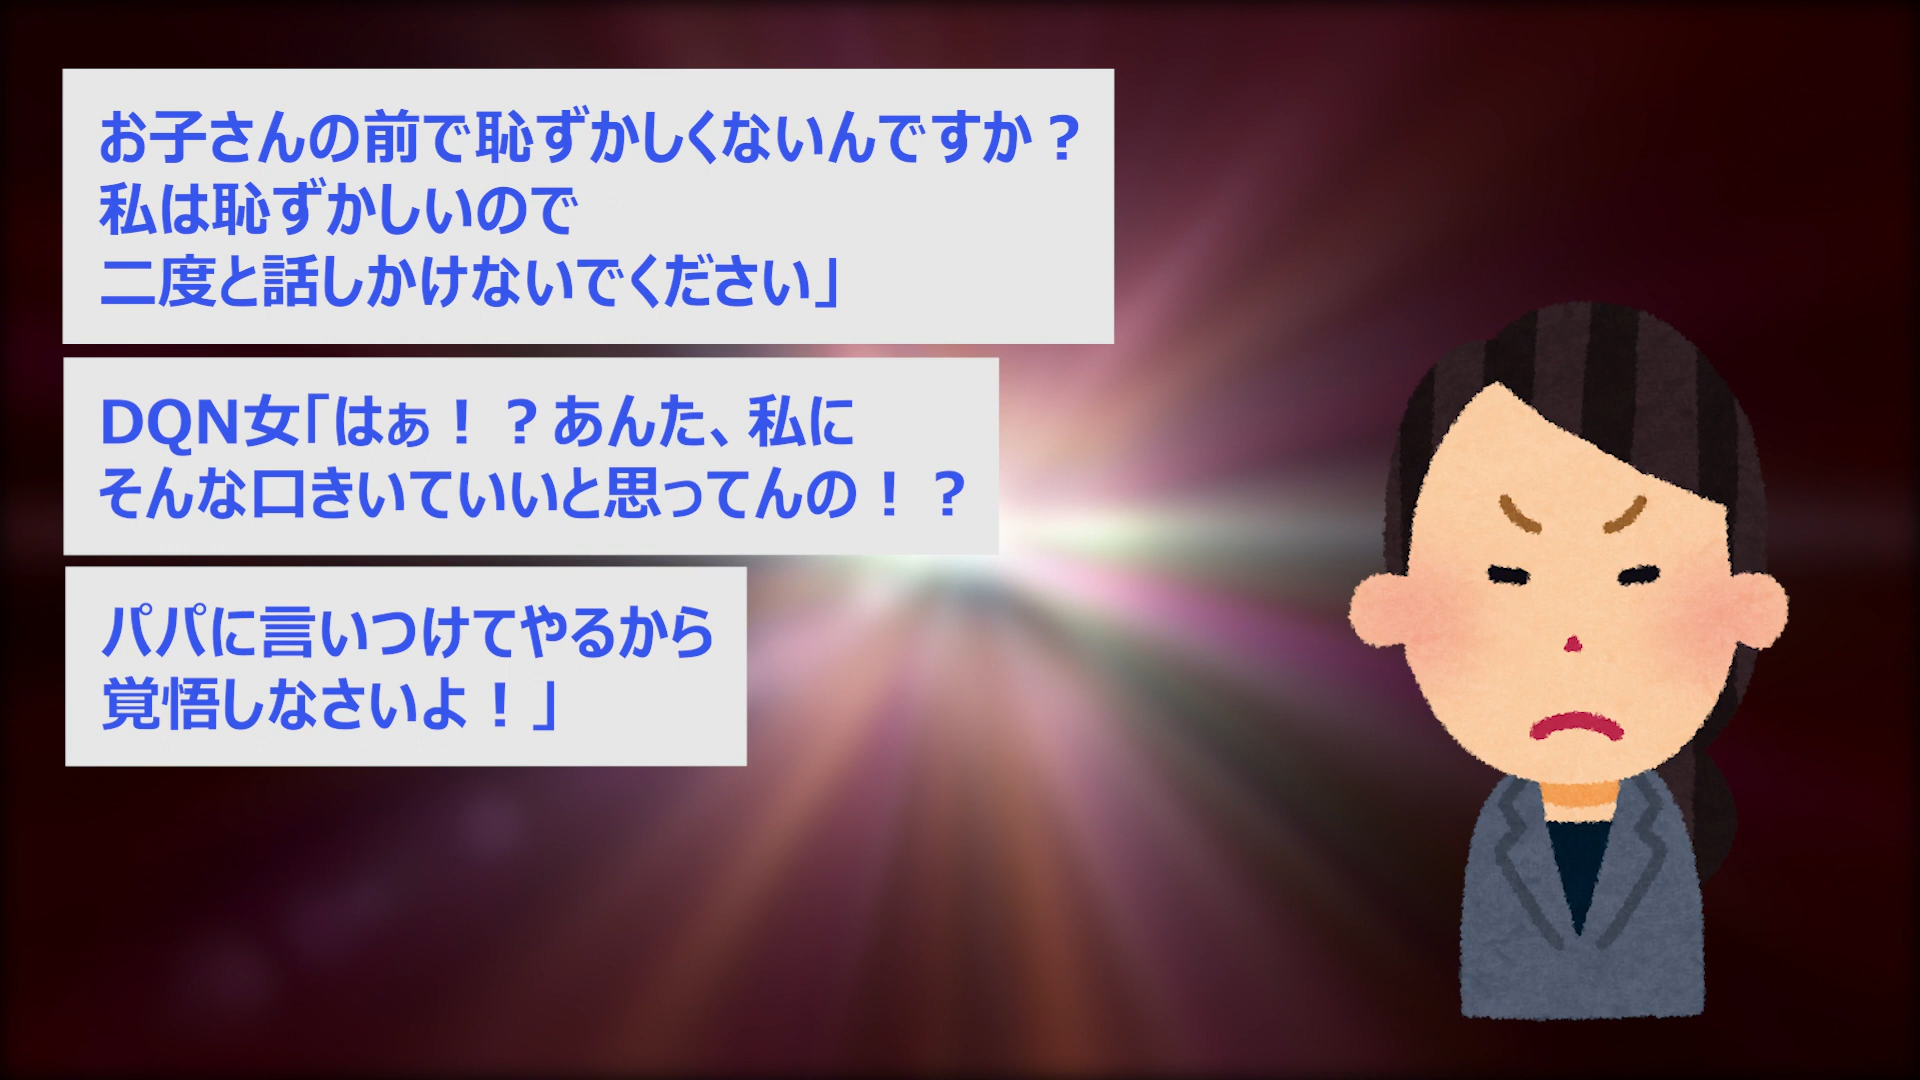 お子さんの前で恥ずかしくないんですか？
私は恥ずかしいので
二度と話しかけないでください」
DQN女「はぁ！？あんた、私に
そんな口きいていいと思ってんの！？
パパに言いつけてやるから
覚悟しなさいよ！」